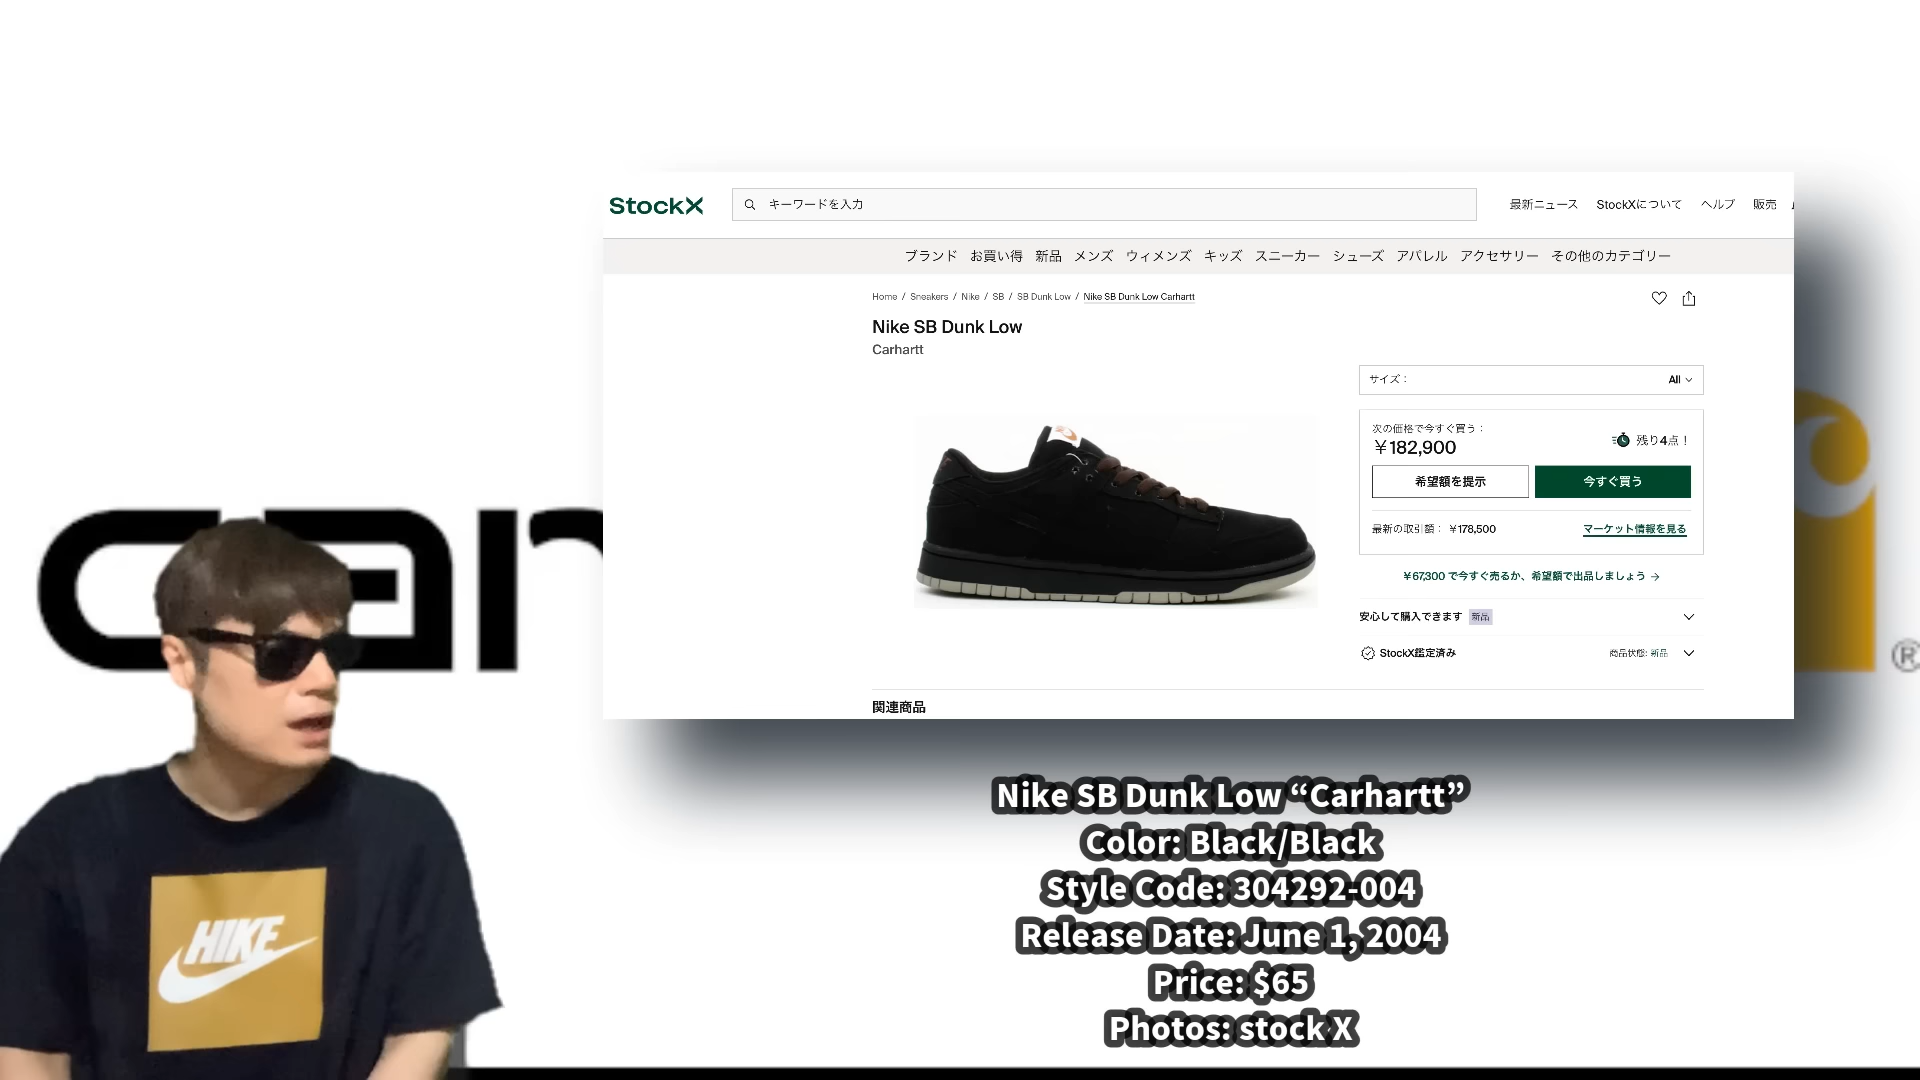 StockX
キーワードを入力
最新ニュース StockXについて ヘルプ 販売
ブランド お買い得 新品 メンズ ウィメンズ キッズ スニーカー シューズ アパレル アクセサリー その他のカテゴリー
Home / Sneakers / Nike / SB / SB Dunk Low / Nike SB Dunk Low Carhartt
Nike SB Dunk Low
Carhartt
サイズ： All
次の価格で今すぐ買う：
¥182,900
残り4点！
希望額を提示 今すぐ買う
最新の取引額： ¥178,500 マーケット情報を見る
¥67,300 で今すぐ売るか、希望額で出品しましょう →
安心して購入できます 新品
StockX鑑定済み 商品状態: 新品
関連商品
car
®
HIKE
Nike SB Dunk Low “Carhartt”
Color: Black/Black
Style Code: 304292-004
Release Date: June 1, 2004
Price: $65
Photos: stock X